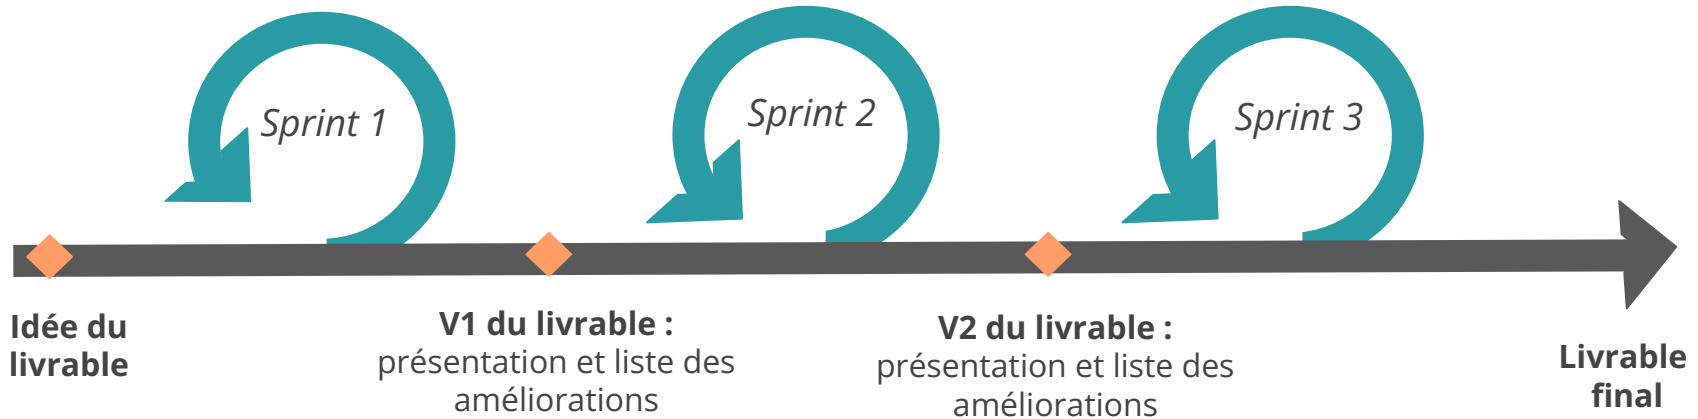 Sprint 1
Sprint 2
Sprint 3
Idée du
livrable
V1 du livrable :
présentation et liste des
améliorations
V2 du livrable :
présentation et liste des
améliorations
Livrable
final